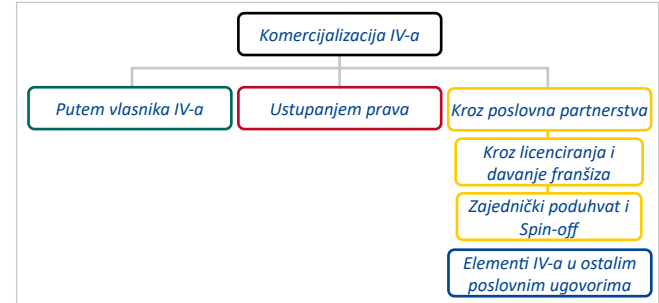 Komercijalizacija IV-a
Putem vlasnika IV-a
Ustupanjem prava
Kroz poslovna partnerstva
Kroz licenciranja i
davanje franšiza
Zajednički poduhvat i
Spin-off
Elementi IV-a u ostalim
poslovnim ugovorima